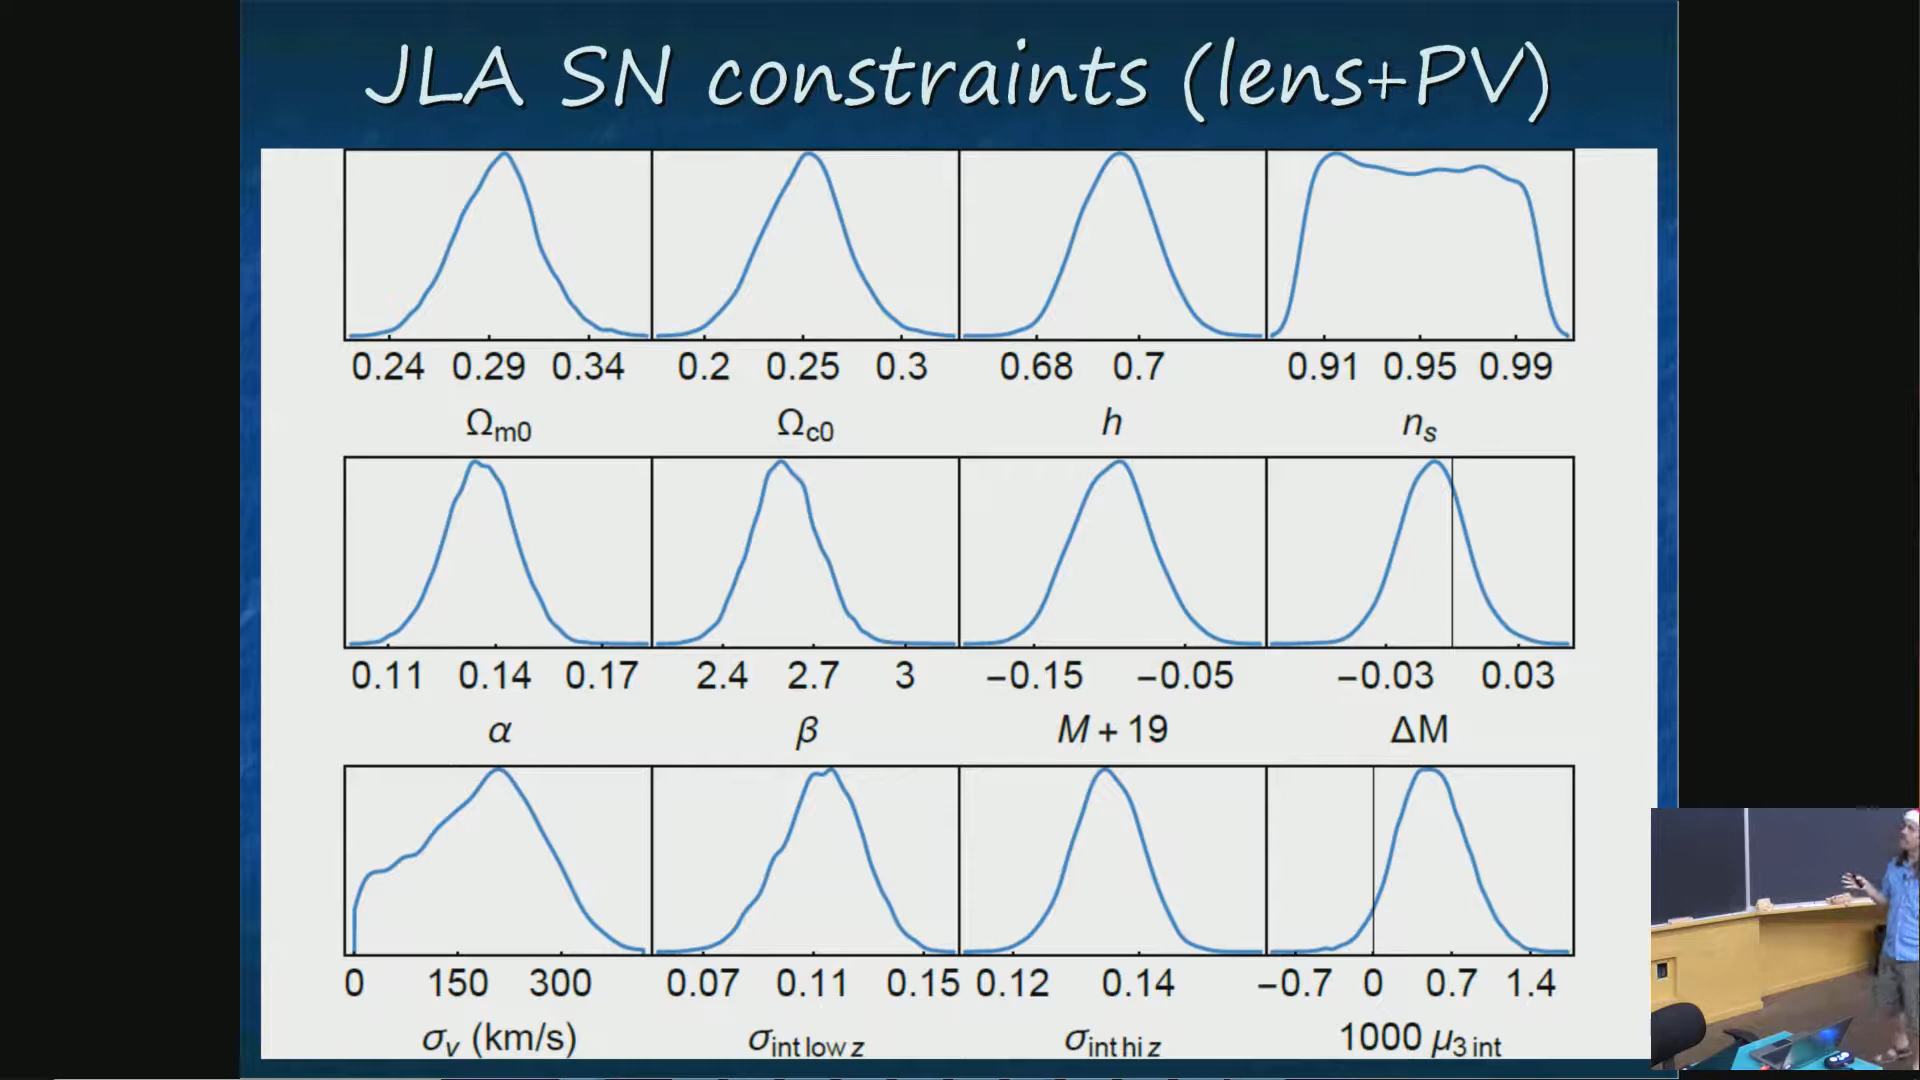 JLA SN constraints (lens+PV)
0.24 0.29 0.34 0.2 0.25 0.3 0.68 0.7 0.91 0.95 0.99
Ωm0 Ωc0 h ns
0.11 0.14 0.17 2.4 2.7 3 −0.15 −0.05 −0.03 0.03
α β M + 19 ΔM
0 150 300 0.07 0.11 0.15 0.12 0.14 −0.7 0 0.7 1.4
σv (km/s) σint low z σint hi z 1000 μ3 int